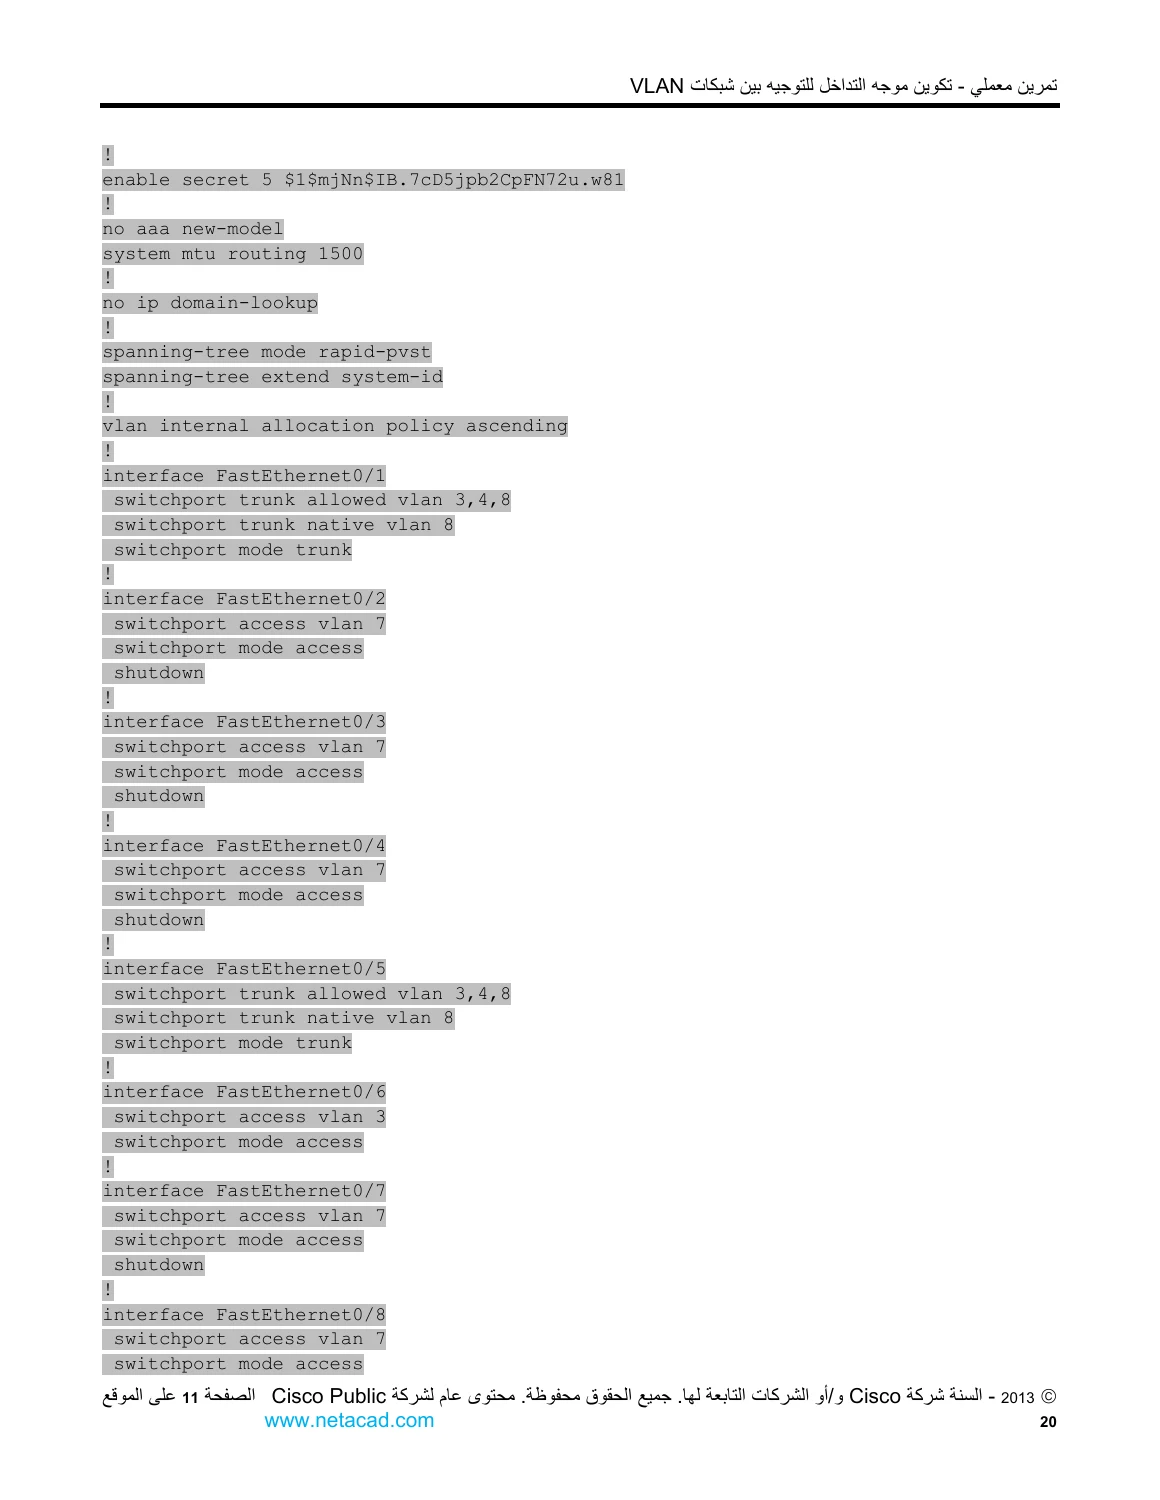 تمرين معملي - تكوين موجه التداخل للتوجيه بين شبكات VLAN
!
enable secret 5 $1$mjNn$IB.7cD5jpb2CpFN72u.w81
!
no aaa new-model
system mtu routing 1500
!
no ip domain-lookup
!
spanning-tree mode rapid-pvst
spanning-tree extend system-id
!
vlan internal allocation policy ascending
!
interface FastEthernet0/1
 switchport trunk allowed vlan 3,4,8
 switchport trunk native vlan 8
 switchport mode trunk
!
interface FastEthernet0/2
 switchport access vlan 7
 switchport mode access
 shutdown
!
interface FastEthernet0/3
 switchport access vlan 7
 switchport mode access
 shutdown
!
interface FastEthernet0/4
 switchport access vlan 7
 switchport mode access
 shutdown
!
interface FastEthernet0/5
 switchport trunk allowed vlan 3,4,8
 switchport trunk native vlan 8
 switchport mode trunk
!
interface FastEthernet0/6
 switchport access vlan 3
 switchport mode access
!
interface FastEthernet0/7
 switchport access vlan 7
 switchport mode access
 shutdown
!
interface FastEthernet0/8
 switchport access vlan 7
 switchport mode access
© 2013 - السنة شركة Cisco و/أو الشركات التابعة لها. جميع الحقوق محفوظة. محتوى عام لشركة Cisco Public الصفحة 11 على الموقع
20 www.netacad.com